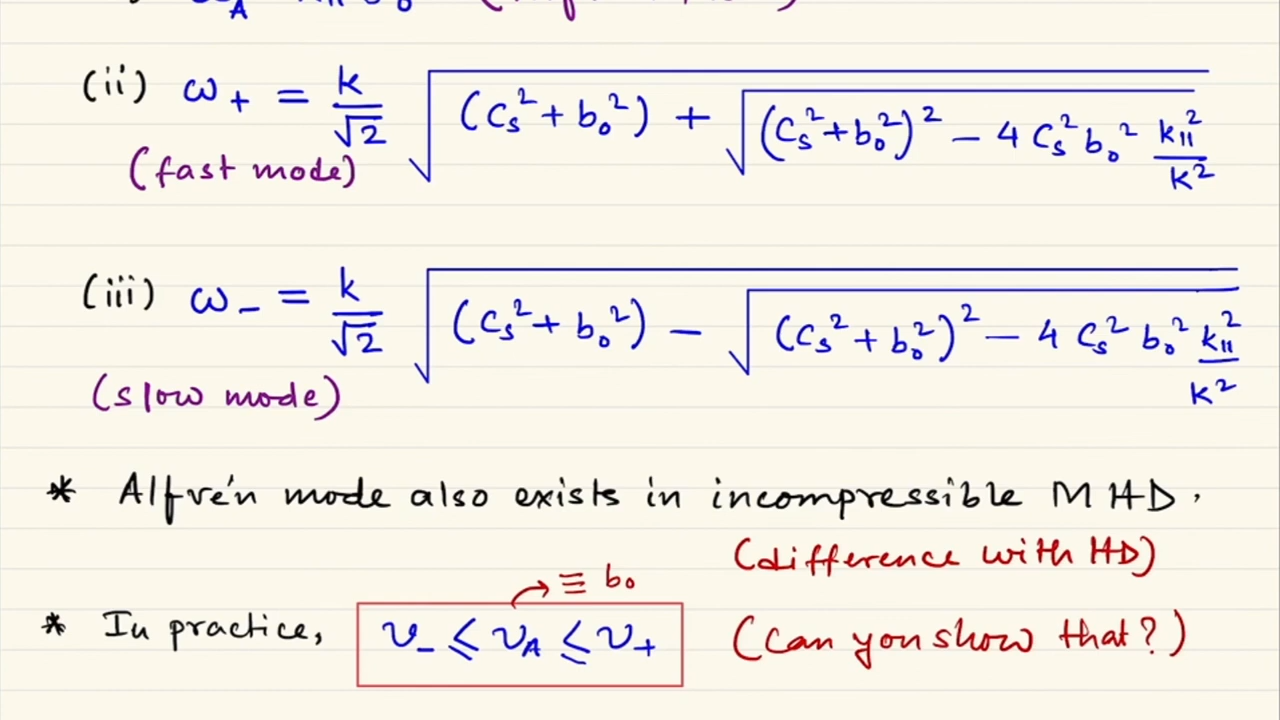 (ii) ω₊ = k/√2 √((Cₛ² + b₀²) + √((Cₛ² + b₀²)² − 4 Cₛ² b₀² k∥²/k²))
(fast mode)
(iii) ω₋ = k/√2 √((Cₛ² + b₀²) − √((Cₛ² + b₀²)² − 4 Cₛ² b₀² k∥²/k²))
(slow mode)
* Alfvén mode also exists in incompressible MHD.
(difference with HD)
→ ≡ b₀
* In practice, v₋ ≤ v_A ≤ v₊ (Can you show that?)